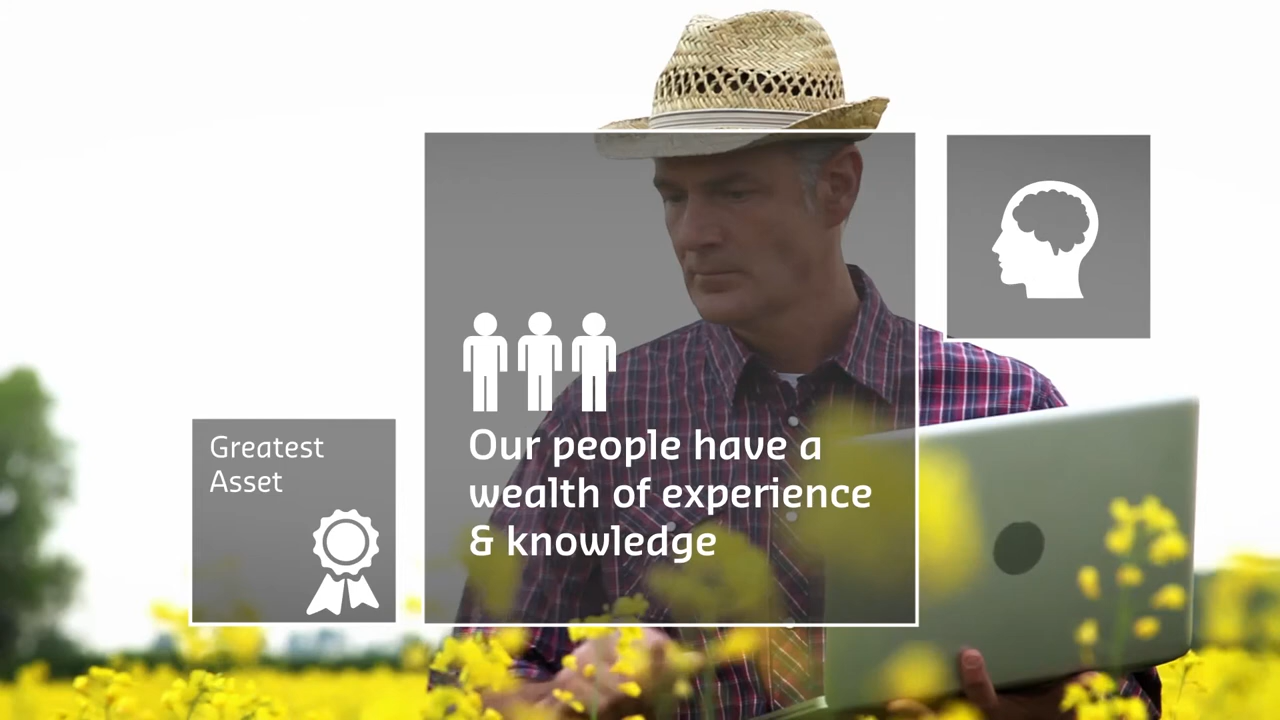 Greatest
Asset
Our people have a
wealth of experience
& knowledge